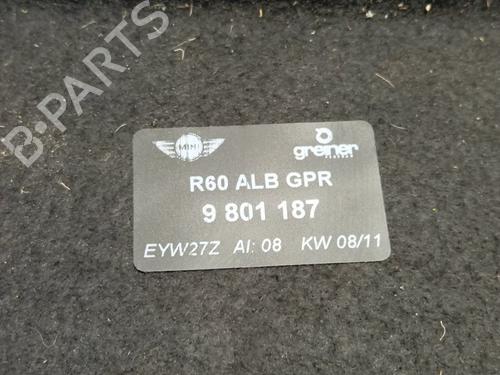 B-PARTS
MINI
greiner
R60 ALB GPR
9 801 187
EYW27Z AI: 08 KW 08/11